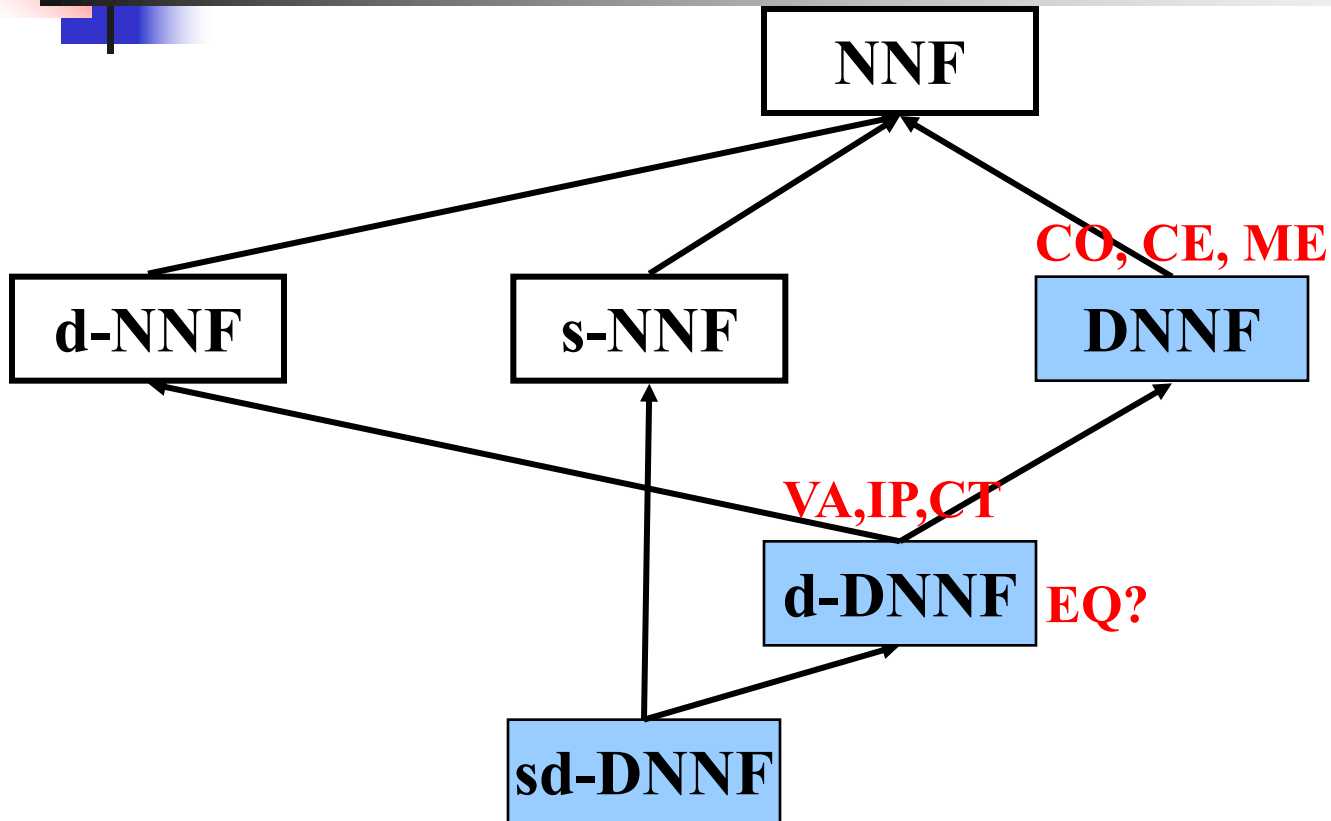 NNF
CO, CE, ME
d-NNF
s-NNF
DNNF
VA,IP,CT
d-DNNF
EQ?
sd-DNNF